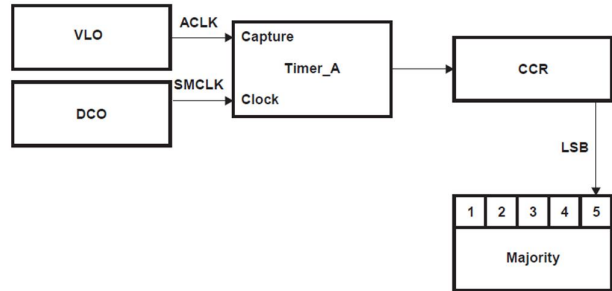 VLO
ACLK
Capture
Timer_A
CCR
DCO
SMCLK
Clock
LSB
1 2 3 4 5
Majority